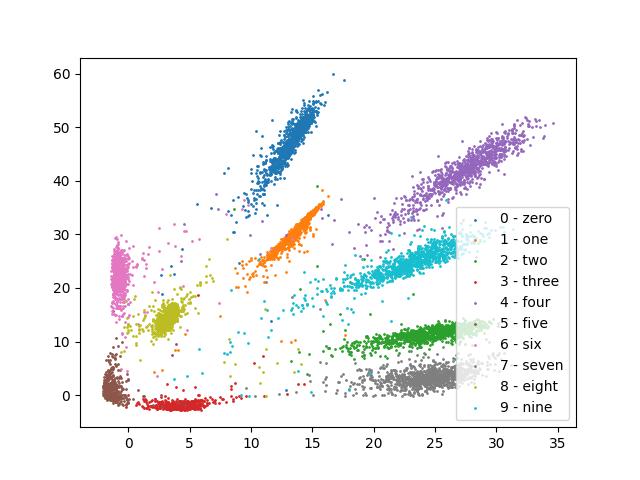 60
50
40
30
20
10
0
0 - zero
1 - one
2 - two
3 - three
4 - four
5 - five
6 - six
7 - seven
8 - eight
9 - nine
0 5 10 15 20 25 30 35